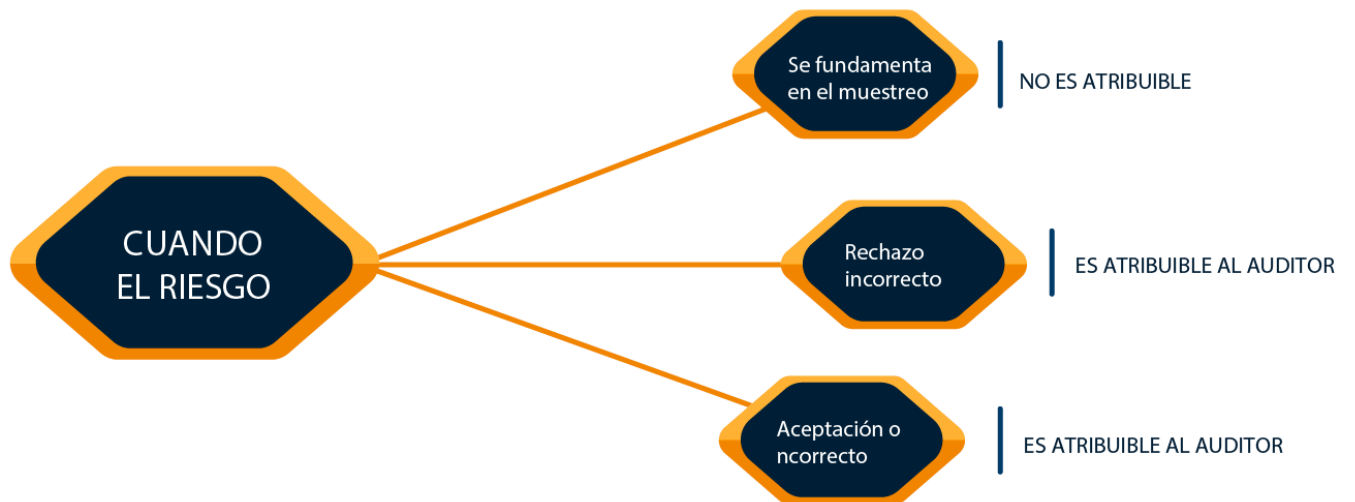 CUANDO
EL RIESGO
Se fundamenta
en el muestreo
NO ES ATRIBUIBLE
Rechazo
incorrecto
ES ATRIBUIBLE AL AUDITOR
Aceptación o
ncorrecto
ES ATRIBUIBLE AL AUDITOR